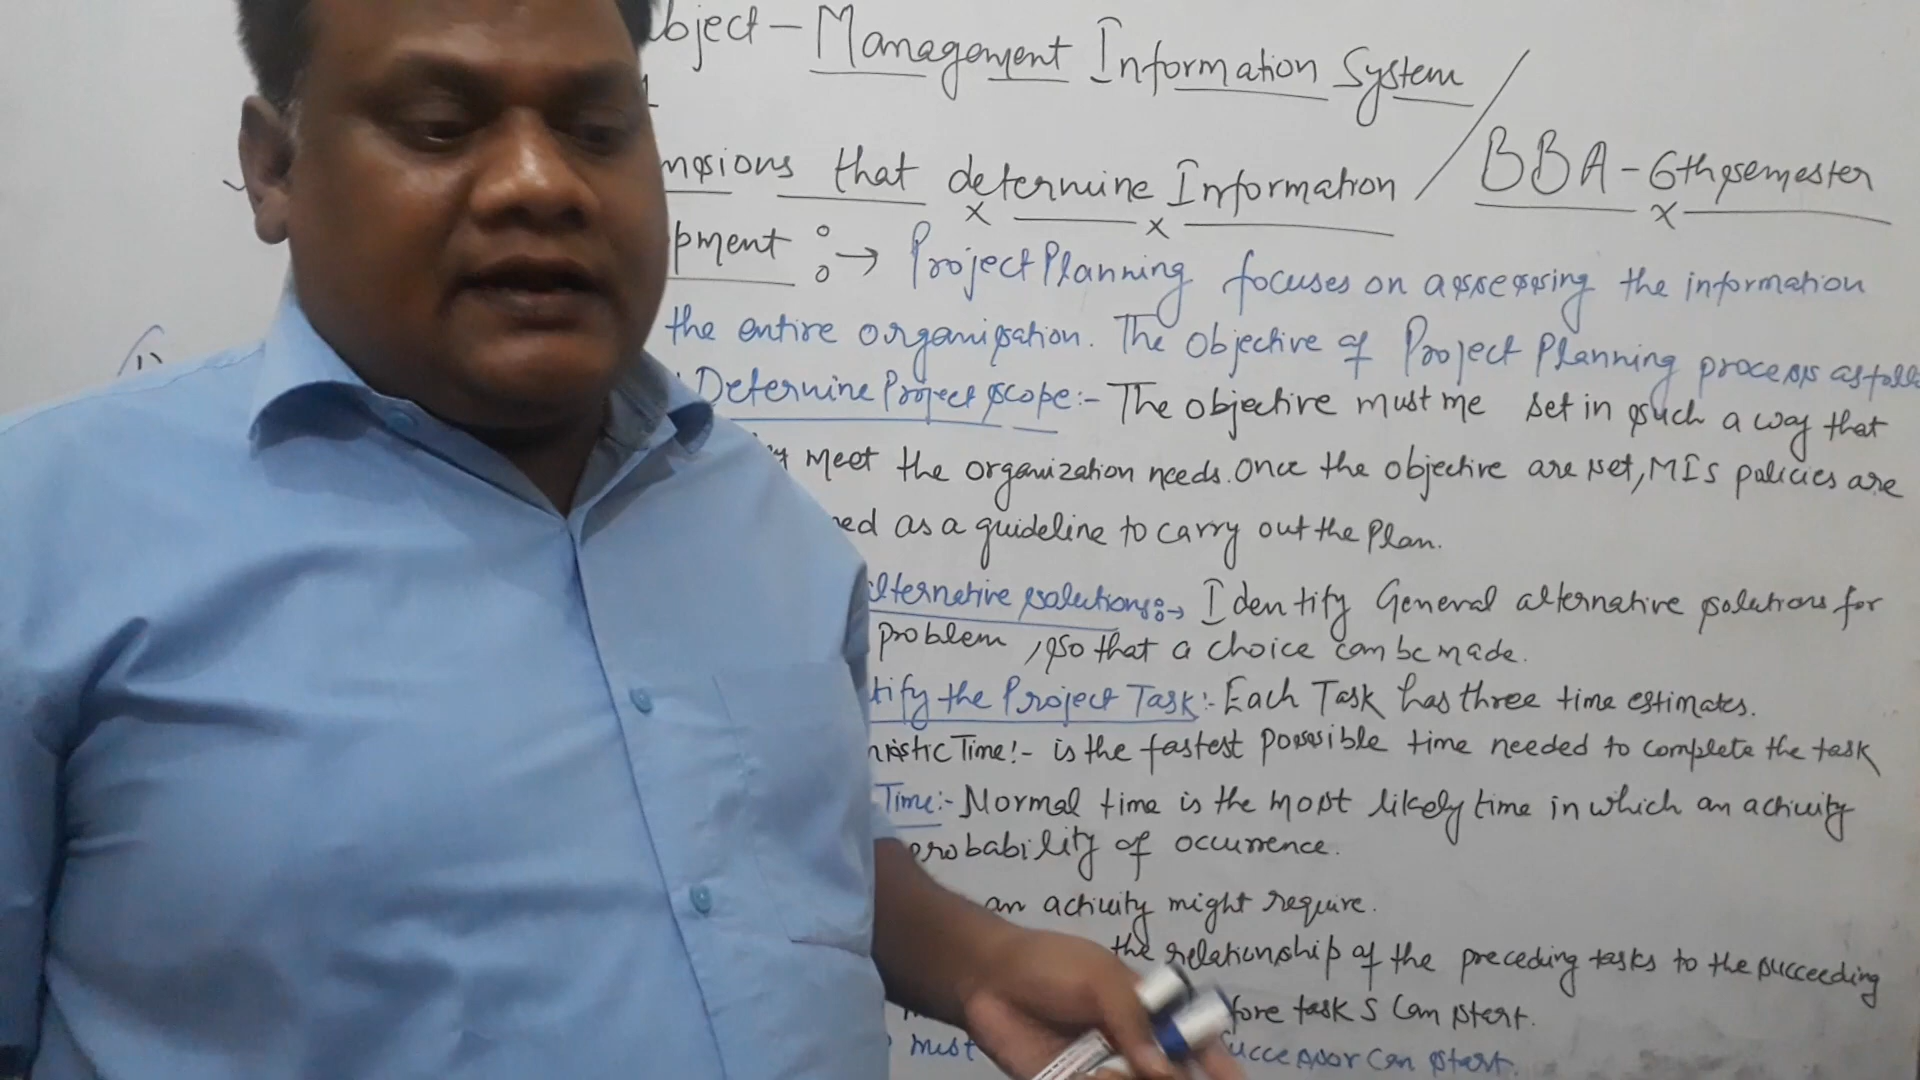 bject - Management Information System
nsions that determine Information / BBA - 6th semester
pment :→ Project Planning focuses on assessing the information
the entire organisation. The objective of Project Planning process as follo
Determine Project scope:- The objective must me set in such a way that
meet the organization needs. Once the objective are set, MIS policies are
ed as a guideline to carry out the Plan.
lternative solutions:→ Identify General alternative solutions for
problem, so that a choice can be made.
tify the Project Task:- Each Task has three time estimates.
mistic Time:- is the fastest possible time needed to complete the task
Time:- Normal time is the most likely time in which an activity
probability of occurrence.
an activity might require.
the relationship of the preceding tasks to the succeeding
fore task S can start.
must uccessor can start.